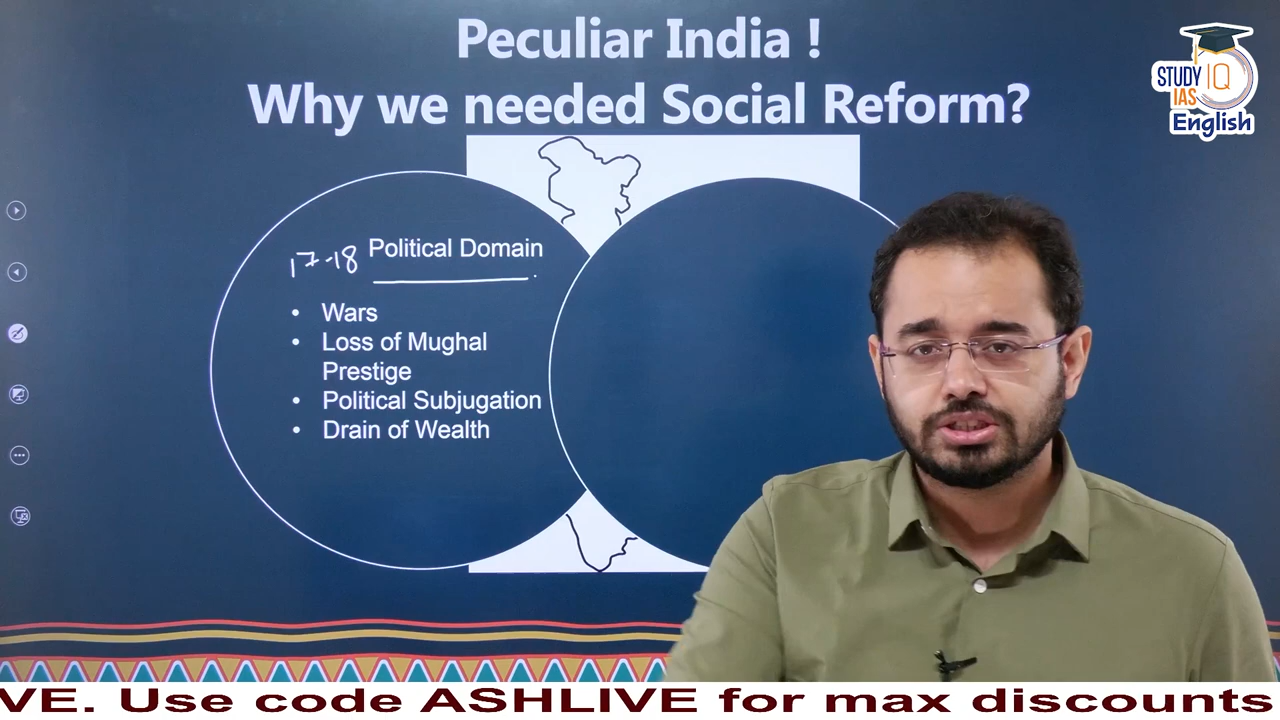 Peculiar India !
Why we needed Social Reform?
STUDY IQ
IAS
English
17-18 Political Domain
• Wars
• Loss of Mughal
Prestige
• Political Subjugation
• Drain of Wealth
VE. Use code ASHLIVE for max discounts